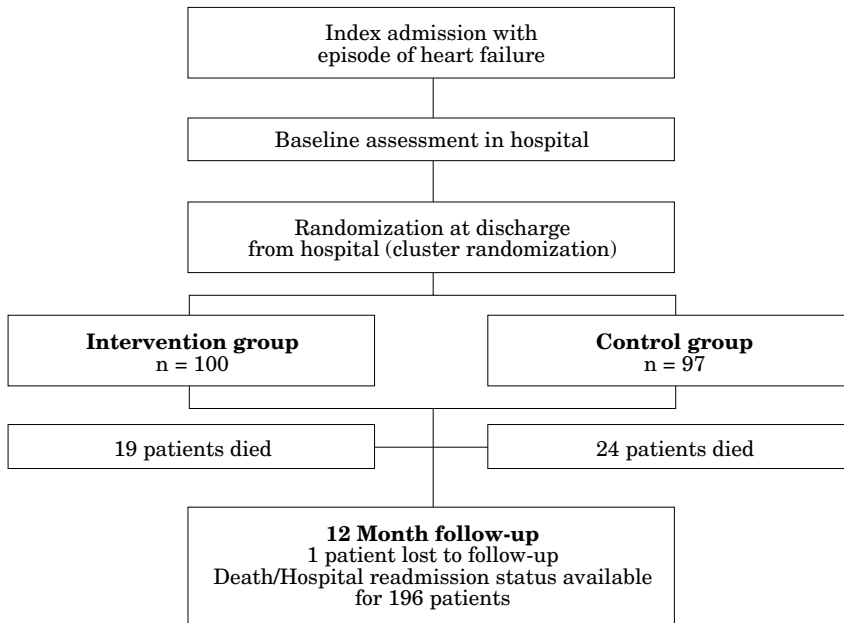 Index admission with
episode of heart failure
Baseline assessment in hospital
Randomization at discharge
from hospital (cluster randomization)
Intervention group
n = 100
Control group
n = 97
19 patients died
24 patients died
12 Month follow-up
1 patient lost to follow-up
Death/Hospital readmission status available
for 196 patients